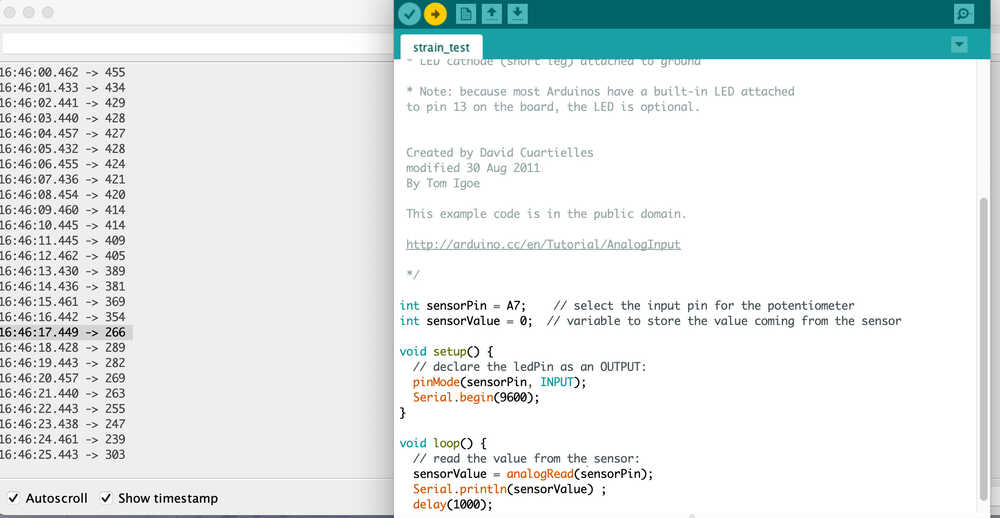 16:46:00.462 -> 455
16:46:01.433 -> 434
16:46:02.441 -> 429
16:46:03.440 -> 428
16:46:04.457 -> 427
16:46:05.432 -> 428
16:46:06.455 -> 424
16:46:07.436 -> 421
16:46:08.454 -> 420
16:46:09.460 -> 414
16:46:10.445 -> 414
16:46:11.445 -> 409
16:46:12.462 -> 405
16:46:13.430 -> 389
16:46:14.436 -> 381
16:46:15.461 -> 369
16:46:16.442 -> 354
16:46:17.449 -> 266
16:46:18.428 -> 289
16:46:19.443 -> 282
16:46:20.457 -> 269
16:46:21.440 -> 263
16:46:22.443 -> 255
16:46:23.438 -> 247
16:46:24.461 -> 239
16:46:25.443 -> 303
Autoscroll Show timestamp
strain_test
* LED cathode (short leg) attached to ground
* Note: because most Arduinos have a built-in LED attached
to pin 13 on the board, the LED is optional.
Created by David Cuartielles
modified 30 Aug 2011
By Tom Igoe
This example code is in the public domain.
http://arduino.cc/en/Tutorial/AnalogInput
*/
int sensorPin = A7;    // select the input pin for the potentiometer
int sensorValue = 0;  // variable to store the value coming from the sensor
void setup() {
// declare the ledPin as an OUTPUT:
pinMode(sensorPin, INPUT);
Serial.begin(9600);
}
void loop() {
// read the value from the sensor:
sensorValue = analogRead(sensorPin);
Serial.println(sensorValue) ;
delay(1000);